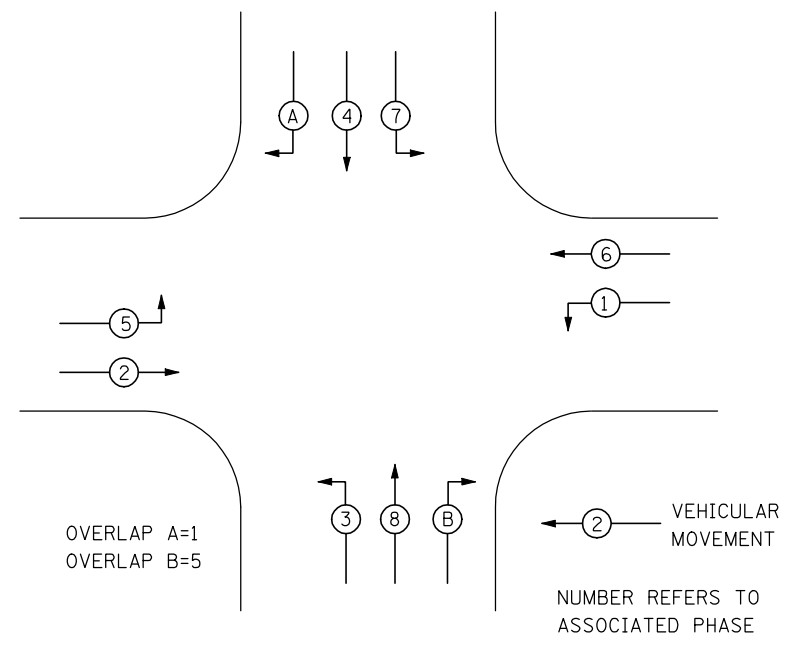 A 4 7
6
1
5
2
3 8 B
2
VEHICULAR
MOVEMENT
OVERLAP A=1
OVERLAP B=5
NUMBER REFERS TO
ASSOCIATED PHASE